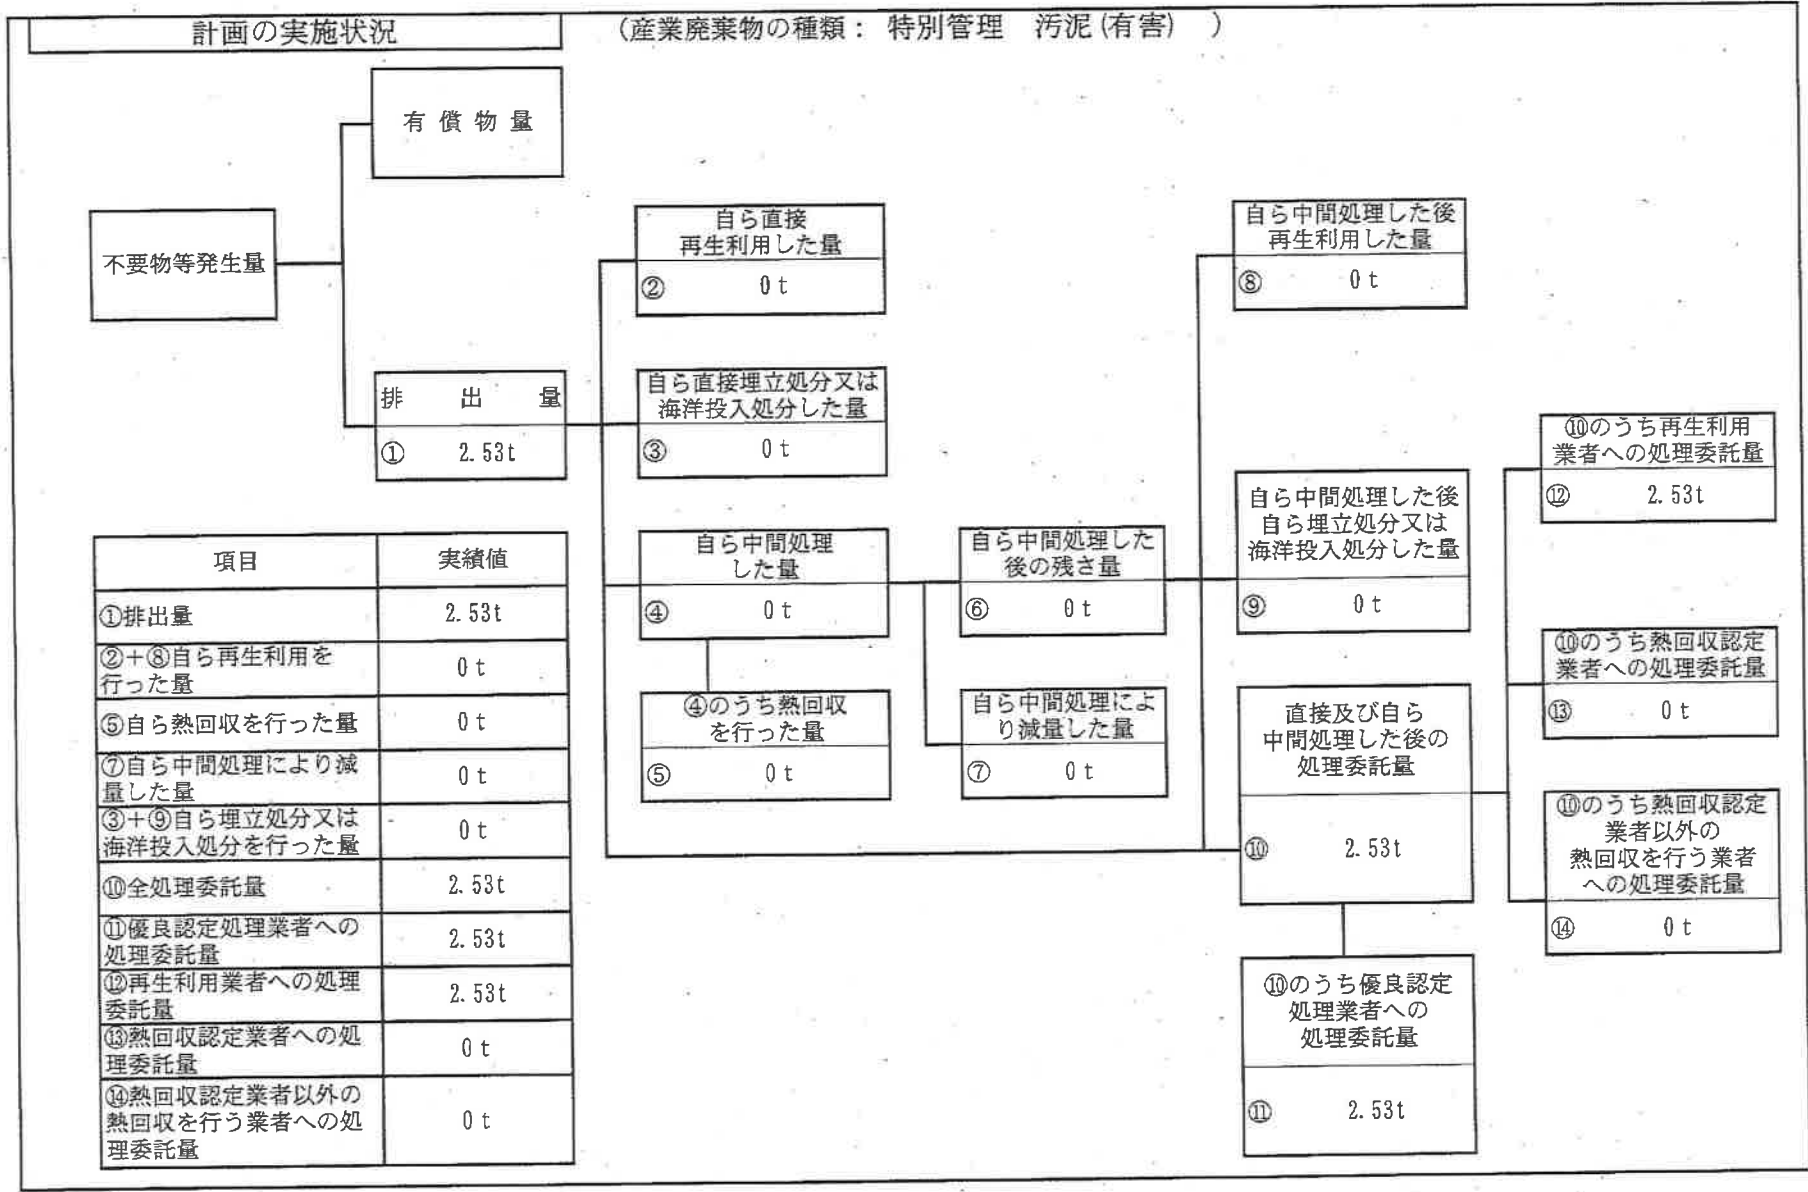 計画の実施状況
(産業廃棄物の種類： 特別管理 汚泥(有害) )
有償物量
不要物等発生量
排出量
① 2.53t
自ら直接
再生利用した量
② 0t
自ら直接埋立処分又は
海洋投入処分した量
③ 0t
自ら中間処理
した量
④ 0t
④のうち熱回収
を行った量
⑤ 0t
自ら中間処理した
後の残さ量
⑥ 0t
自ら中間処理によ
り減量した量
⑦ 0t
自ら中間処理した後
再生利用した量
⑧ 0t
自ら中間処理した後
自ら埋立処分又は
海洋投入処分した量
⑨ 0t
直接及び自ら
中間処理した後の
処理委託量
⑩ 2.53t
⑩のうち優良認定
処理業者への
処理委託量
⑪ 2.53t
⑩のうち再生利用
業者への処理委託量
⑫ 2.53t
⑩のうち熱回収認定
業者への処理委託量
⑬ 0t
⑩のうち熱回収認定
業者以外の
熱回収を行う業者
への処理委託量
⑭ 0t
項目 実績値
①排出量 2.53t
②＋⑧自ら再生利用を
行った量 0t
⑤自ら熱回収を行った量 0t
⑦自ら中間処理により減
量した量 0t
③＋⑨自ら埋立処分又は
海洋投入処分を行った量 0t
⑩全処理委託量 2.53t
⑪優良認定処理業者への
処理委託量 2.53t
⑫再生利用業者への処理
委託量 2.53t
⑬熱回収認定業者への処
理委託量 0t
⑭熱回収認定業者以外の
熱回収を行う業者への処
理委託量 0t